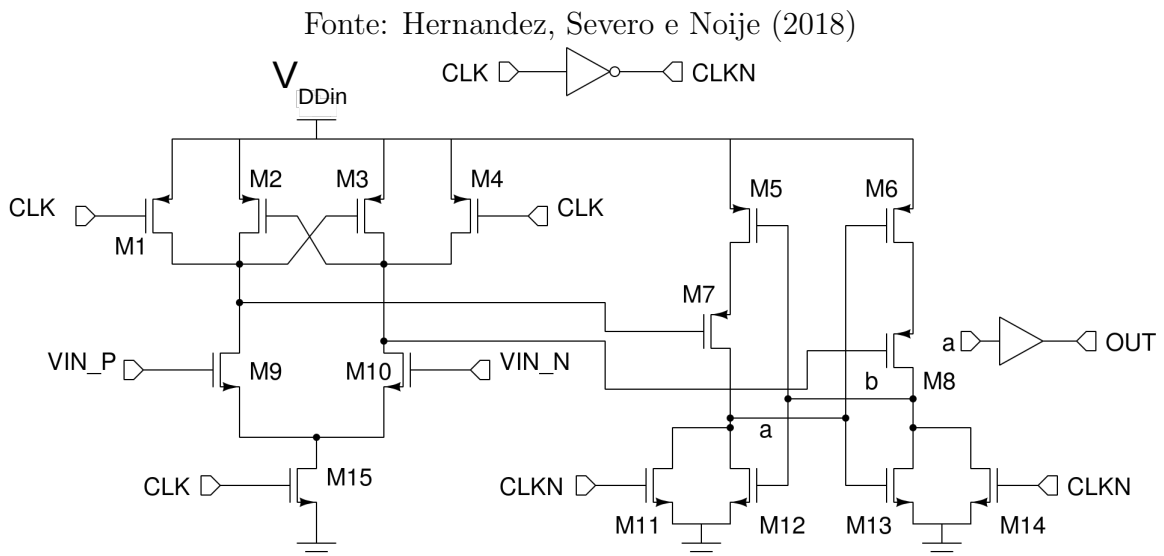 Fonte: Hernandez, Severo e Noije (2018)
CLK CLKN
V
DDin
M2 M3 M4 M5 M6
CLK CLK
M1
M7
a OUT
VIN_P M9 M10 VIN_N
b M8
a
CLK M15 CLKN CLKN
M11 M12 M13 M14